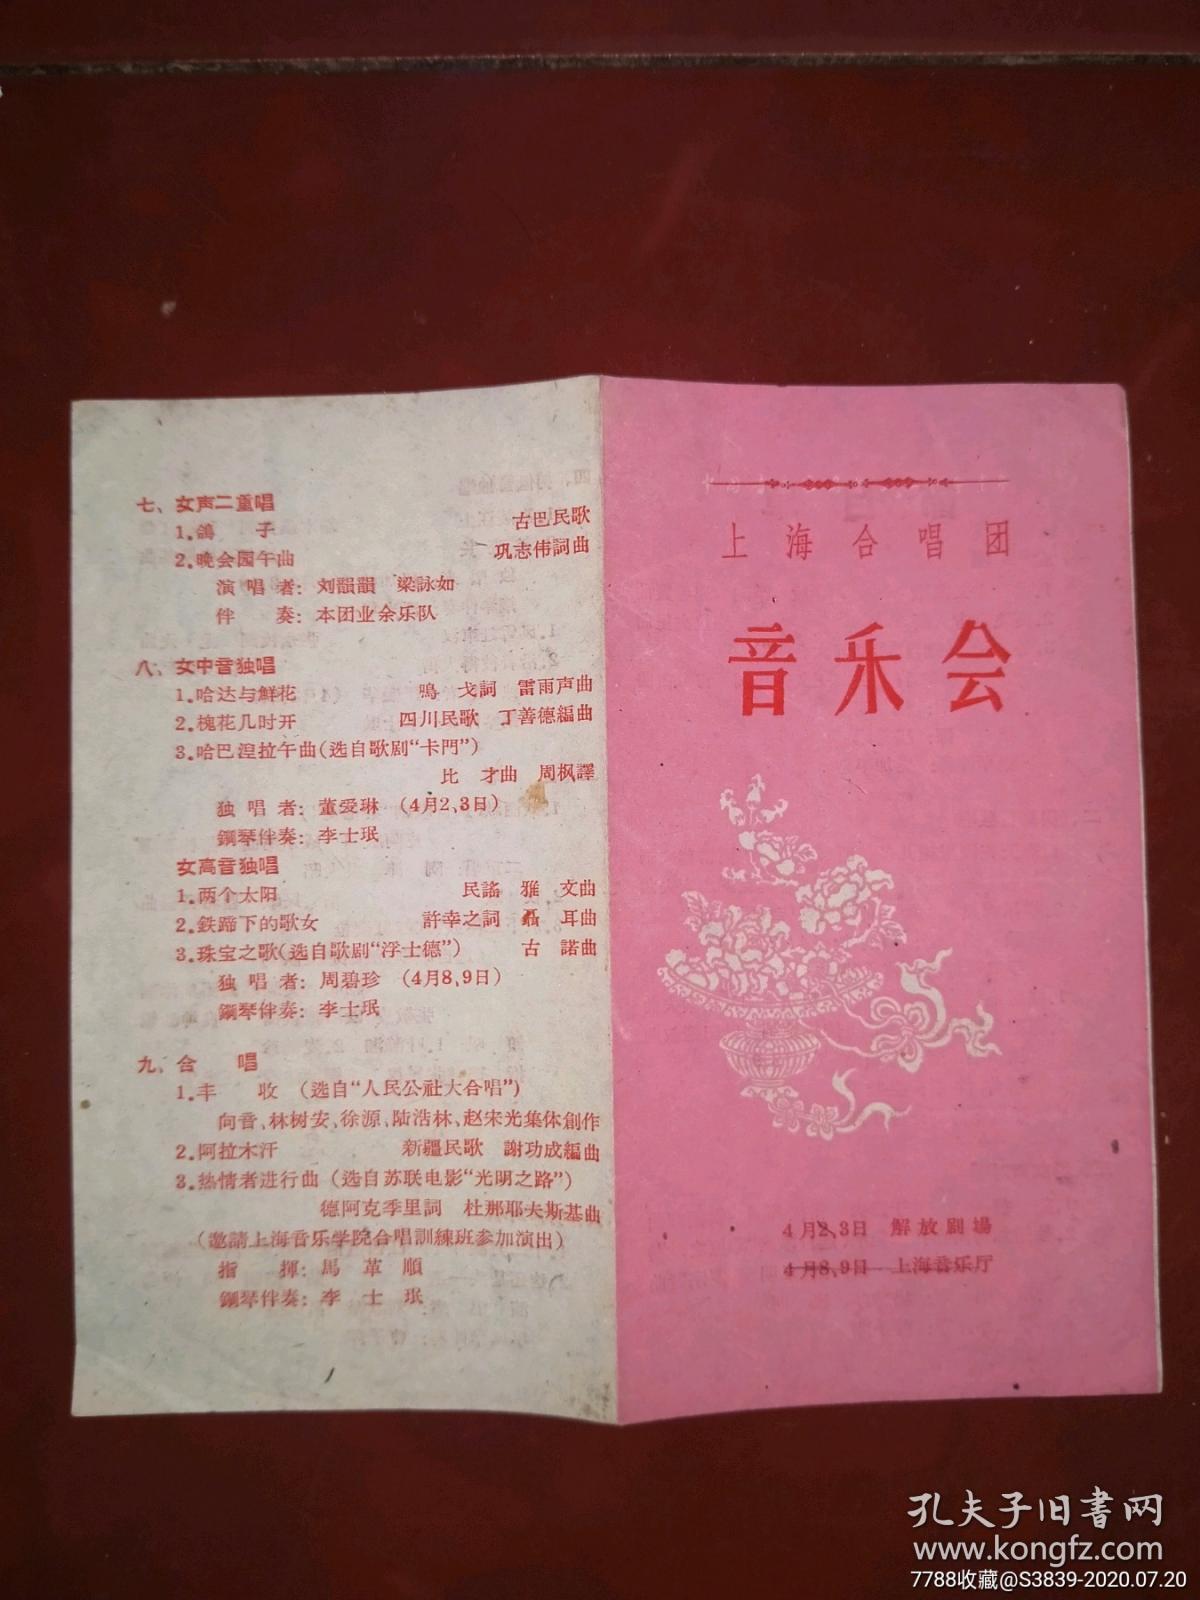 七、女声二重唱
1.鴿　子　古巴民歌
2.晚会园午曲　巩志伟詞曲
演唱者：刘韻韻　梁詠如
伴　奏：本团业余乐队
八、女中音独唱
1.哈达与鮮花　鳴　戈詞　雷雨声曲
2.槐花几时开　四川民歌　丁善德編曲
3.哈巴湼拉午曲（选自歌剧“卡門”）
比　才曲　周枫譯
独唱者：董爱琳（4月2、3日）
鋼琴伴奏：李士珉
女高音独唱
1.两个太阳　民謠　雅　文曲
2.鉄蹄下的歌女　許幸之詞　聶　耳曲
3.珠宝之歌（选自歌剧“浮士德”）　古　諾曲
独唱者：周碧珍（4月8、9日）
鋼琴伴奏：李士珉
九、合　唱
1.丰　收　（选自“人民公社大合唱”）
向音、林树安、徐源、陆浩林、赵宋光集体創作
2.阿拉木汗　新疆民歌　謝功成編曲
3.热情者进行曲（选自苏联电影“光明之路”）
德阿克季里詞　杜那耶夫斯基曲
（邀請上海音乐学院合唱訓練班参加演出）
指　揮：馬革順
鋼琴伴奏：李士珉
上海合唱团
音乐会
4月2、3日　解放剧場
4月8、9日　上海音乐厅
孔夫子旧书网
www.kongfz.com
7788收藏@S3839-2020.07.20